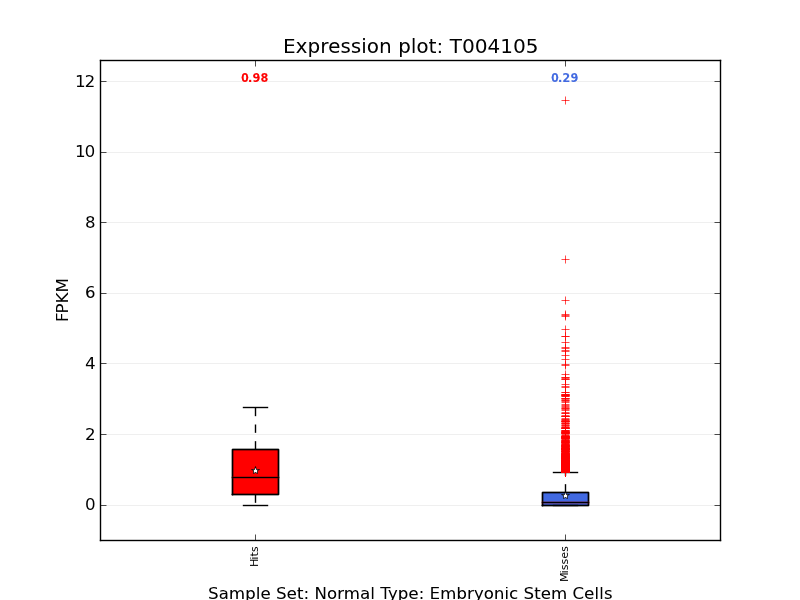 Expression plot: T004105
0.98 0.29
12
10
8
6
4
2
0
FPKM
Hits
Misses
Sample Set: Normal Type: Embryonic Stem Cells